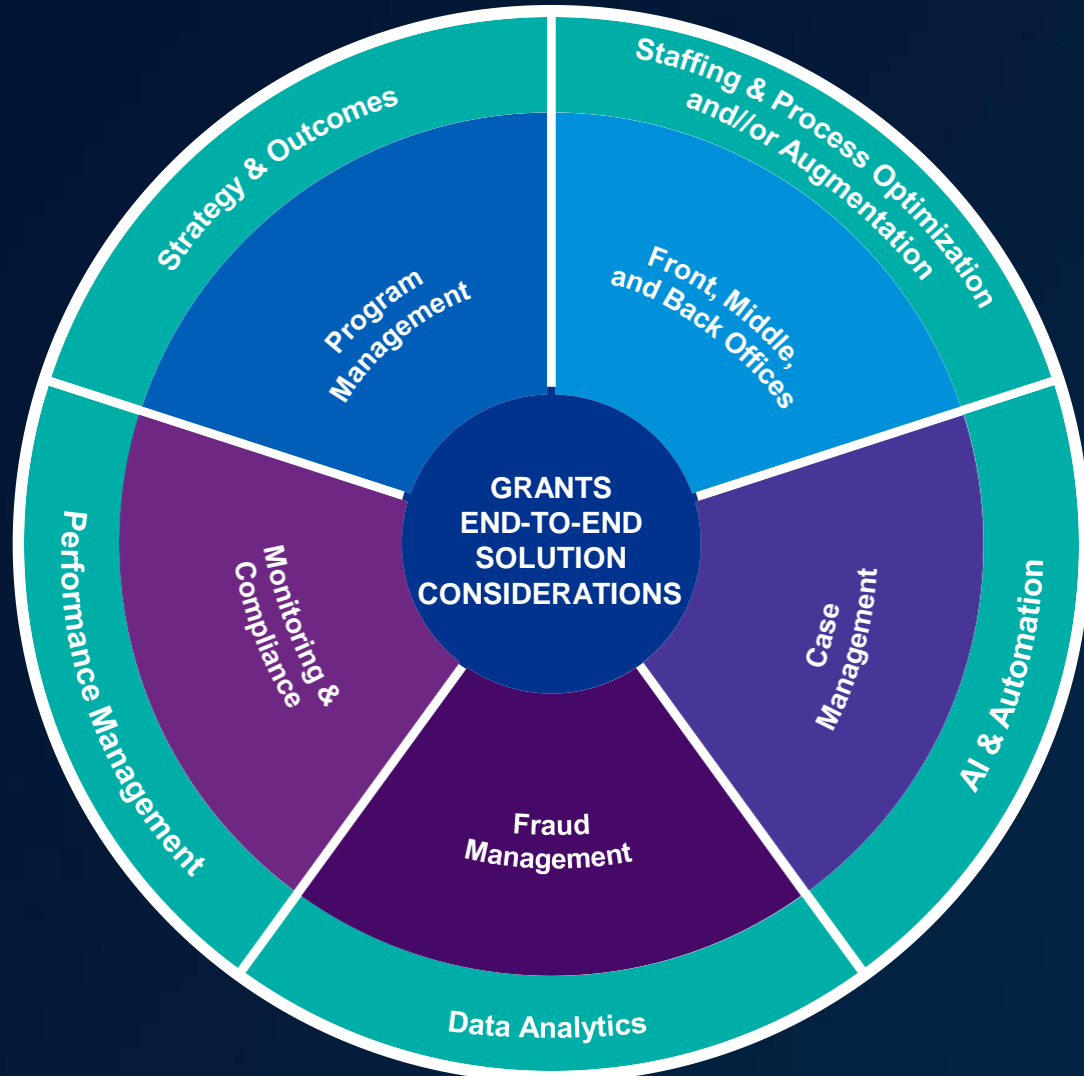 Strategy & Outcomes
Staffing & Process Optimization
and//or Augmentation
Program
Management
Front, Middle,
and Back Offices
GRANTS
END-TO-END
SOLUTION
CONSIDERATIONS
Performance Management
Monitoring &
Compliance
Case
Management
AI & Automation
Fraud
Management
Data Analytics